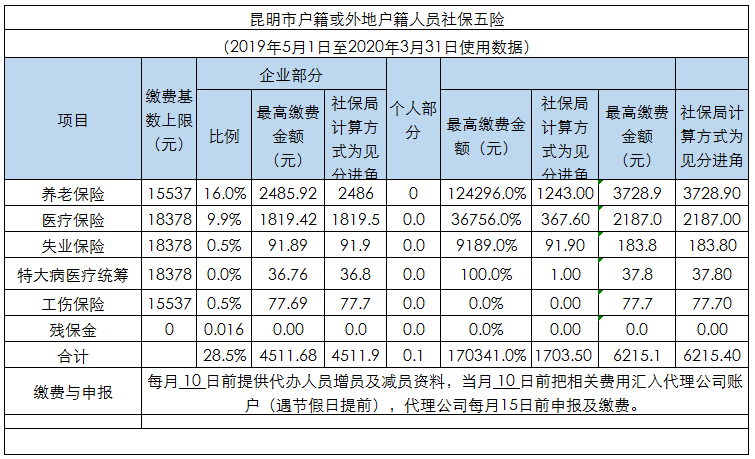 昆明市户籍或外地户籍人员社保五险
（2019年5月1日至2020年3月31日使用数据）
项目 缴费基数上限（元） 企业部分 个人部分
比例 最高缴费金额（元） 社保局计算方式为见分进角 最高缴费金额（元） 社保局计算方式为见分进角 最高缴费金额（元） 社保局计算方式为见分进角
养老保险 15537 16.0% 2485.92 2486 0 124296.0% 1243.00 3728.9 3728.90
医疗保险 18378 9.9% 1819.42 1819.5 0.0 36756.0% 367.60 2187.0 2187.00
失业保险 18378 0.5% 91.89 91.9 0.0 9189.0% 91.90 183.8 183.80
特大病医疗统筹 18378 0.0% 36.76 36.8 0.0 100.0% 1.00 37.8 37.80
工伤保险 15537 0.5% 77.69 77.7 0.0 0.0% 0.00 77.7 77.70
残保金 0 0.016 0.00 0.0 0.0 0.0% 0.00 0.0 0.00
合计 28.5% 4511.68 4511.9 0.1 170341.0% 1703.50 6215.1 6215.40
缴费与申报 每月 10 日前提供代办人员增员及减员资料，当月 10 日前把相关费用汇入代理公司账
户（遇节假日提前），代理公司每月15日前申报及缴费。